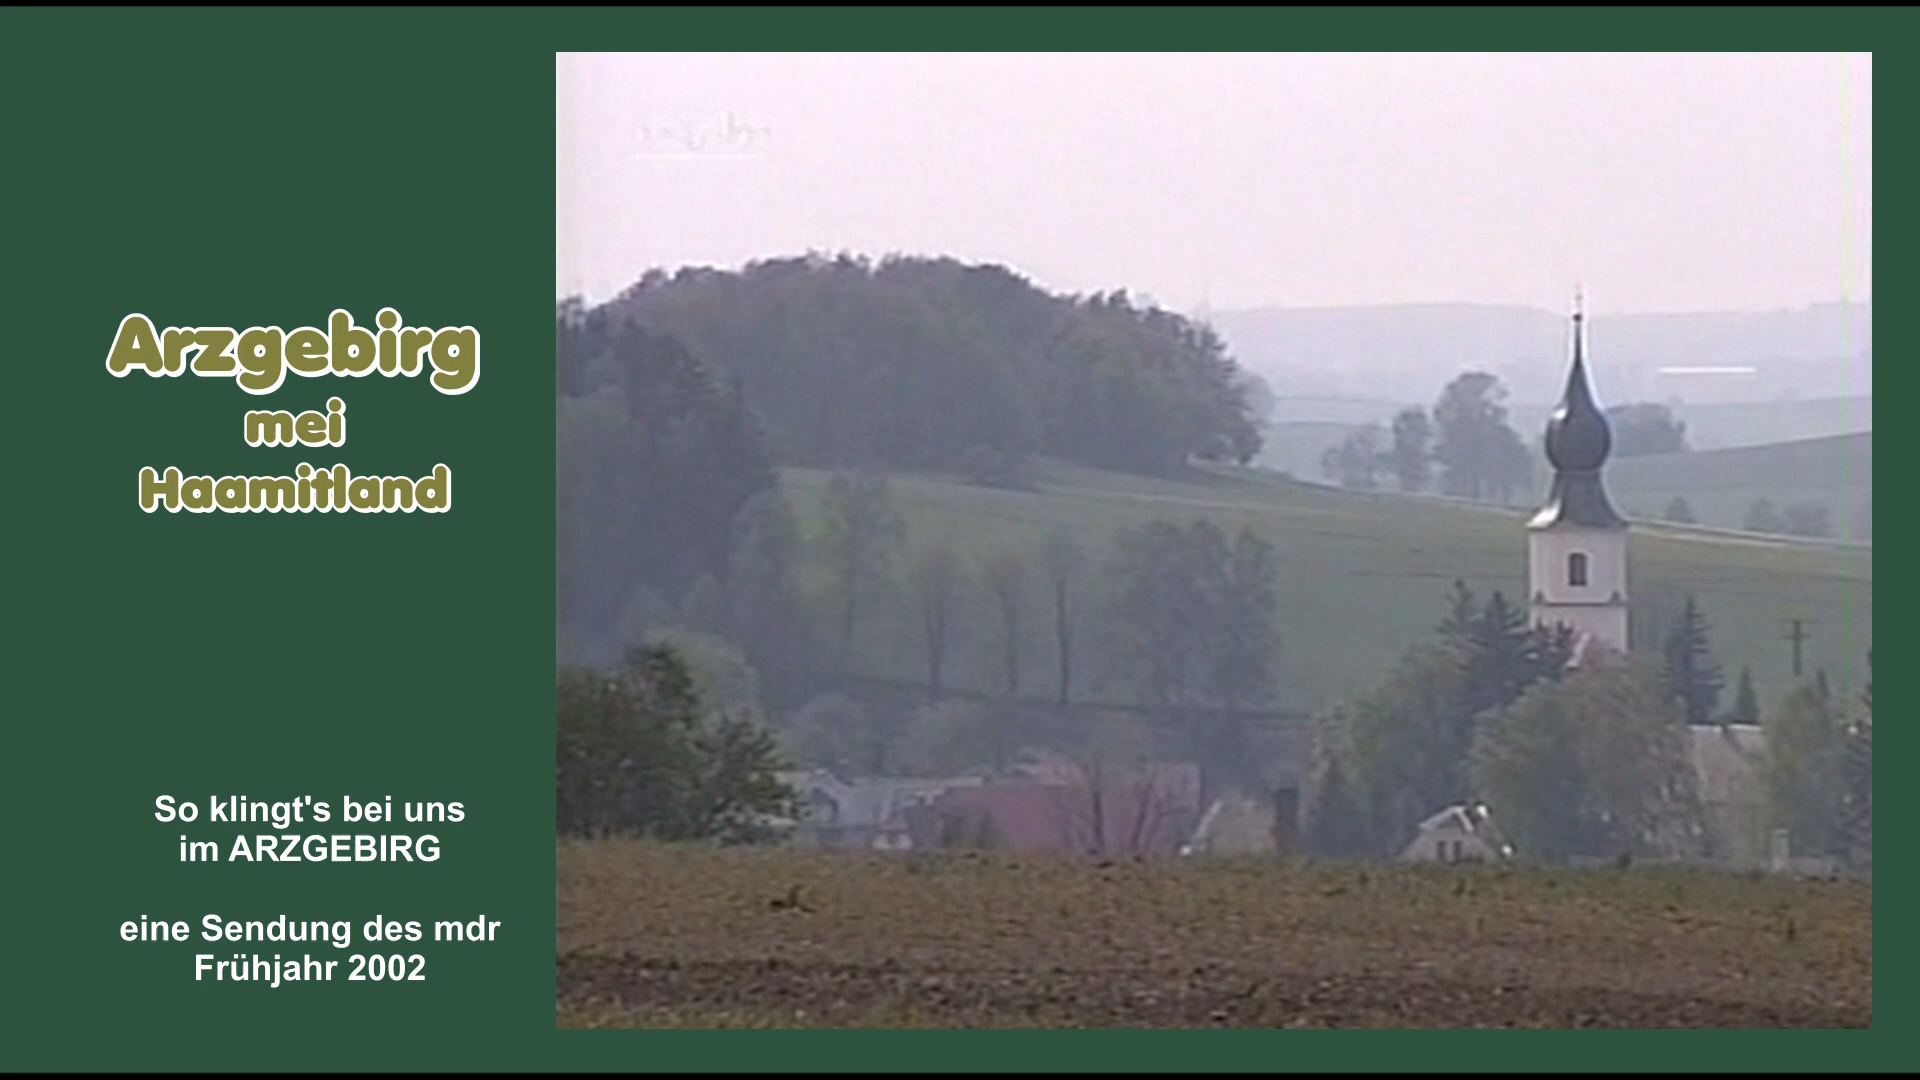 Arzgebirg
mei
Haamitland
So klingt's bei uns
im ARZGEBIRG
eine Sendung des mdr
Frühjahr 2002